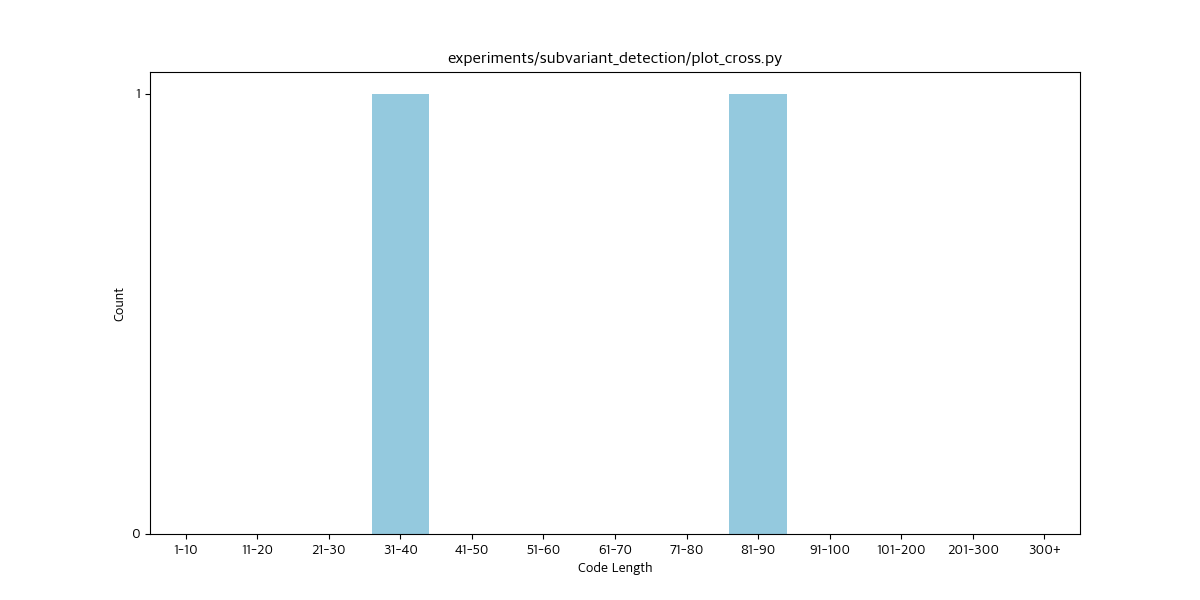 experiments/subvariant_detection/plot_cross.py
1
Count
0
1-10 11-20 21-30 31-40 41-50 51-60 61-70 71-80 81-90 91-100 101-200 201-300 300+
Code Length